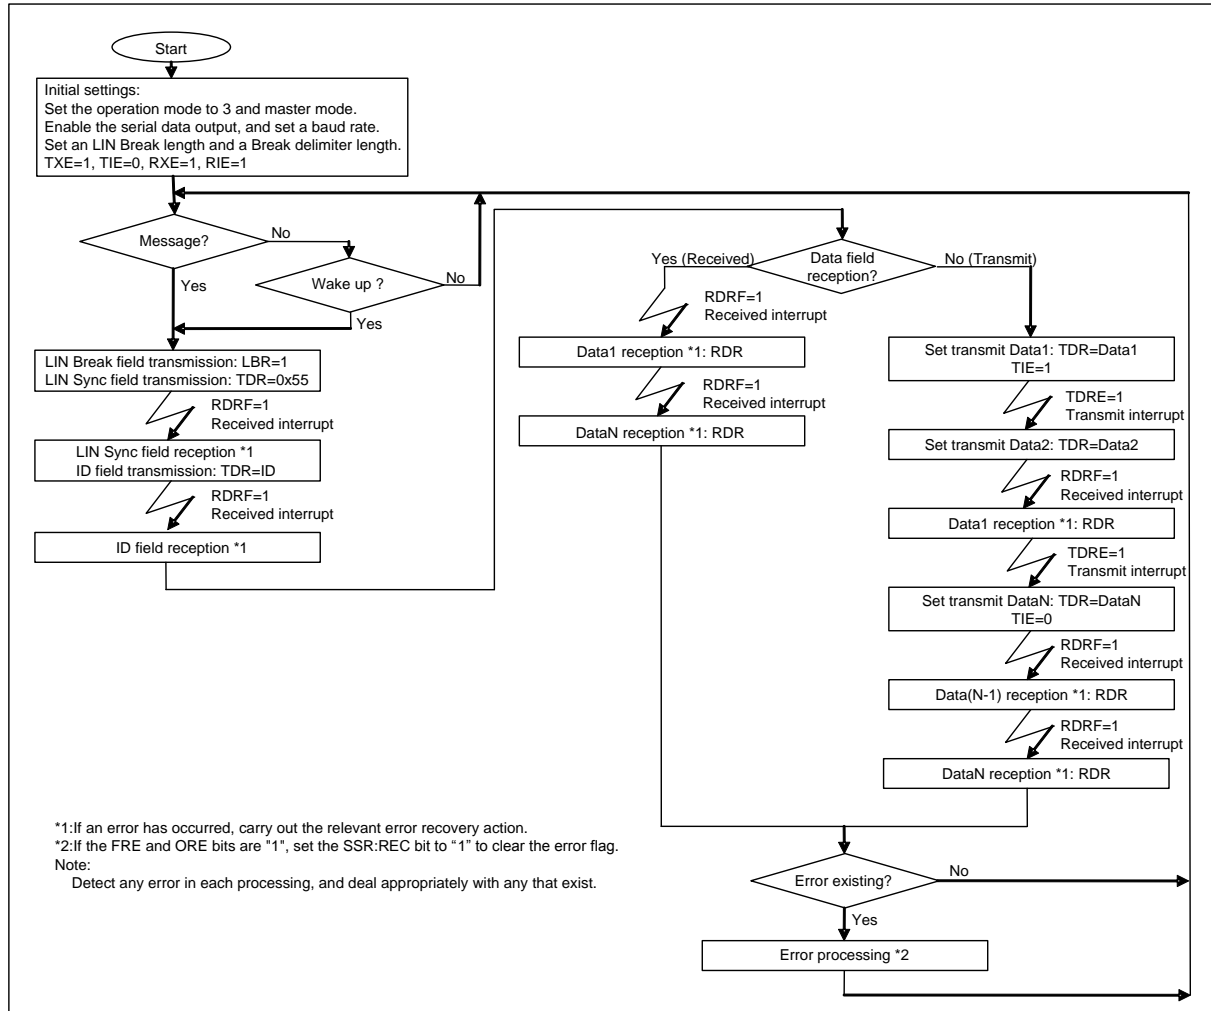 Start
Initial settings:
Set the operation mode to 3 and master mode.
Enable the serial data output, and set a baud rate.
Set an LIN Break length and a Break delimiter length.
TXE=1, TIE=0, RXE=1, RIE=1
Message?
No
Yes
Wake up ?
No
Yes
LIN Break field transmission: LBR=1
LIN Sync field transmission: TDR=0x55
RDRF=1
Received interrupt
LIN Sync field reception *1
ID field transmission: TDR=ID
RDRF=1
Received interrupt
ID field reception *1
Data field
reception?
Yes (Received)
No (Transmit)
RDRF=1
Received interrupt
Data1 reception *1: RDR
RDRF=1
Received interrupt
DataN reception *1: RDR
Set transmit Data1: TDR=Data1
TIE=1
TDRE=1
Transmit interrupt
Set transmit Data2: TDR=Data2
RDRF=1
Received interrupt
Data1 reception *1: RDR
TDRE=1
Transmit interrupt
Set transmit DataN: TDR=DataN
TIE=0
RDRF=1
Received interrupt
Data(N-1) reception *1: RDR
RDRF=1
Received interrupt
DataN reception *1: RDR
Error existing?
No
Yes
Error processing *2
*1:If an error has occurred, carry out the relevant error recovery action.
*2:If the FRE and ORE bits are "1", set the SSR:REC bit to “1” to clear the error flag.
Note:
Detect any error in each processing, and deal appropriately with any that exist.